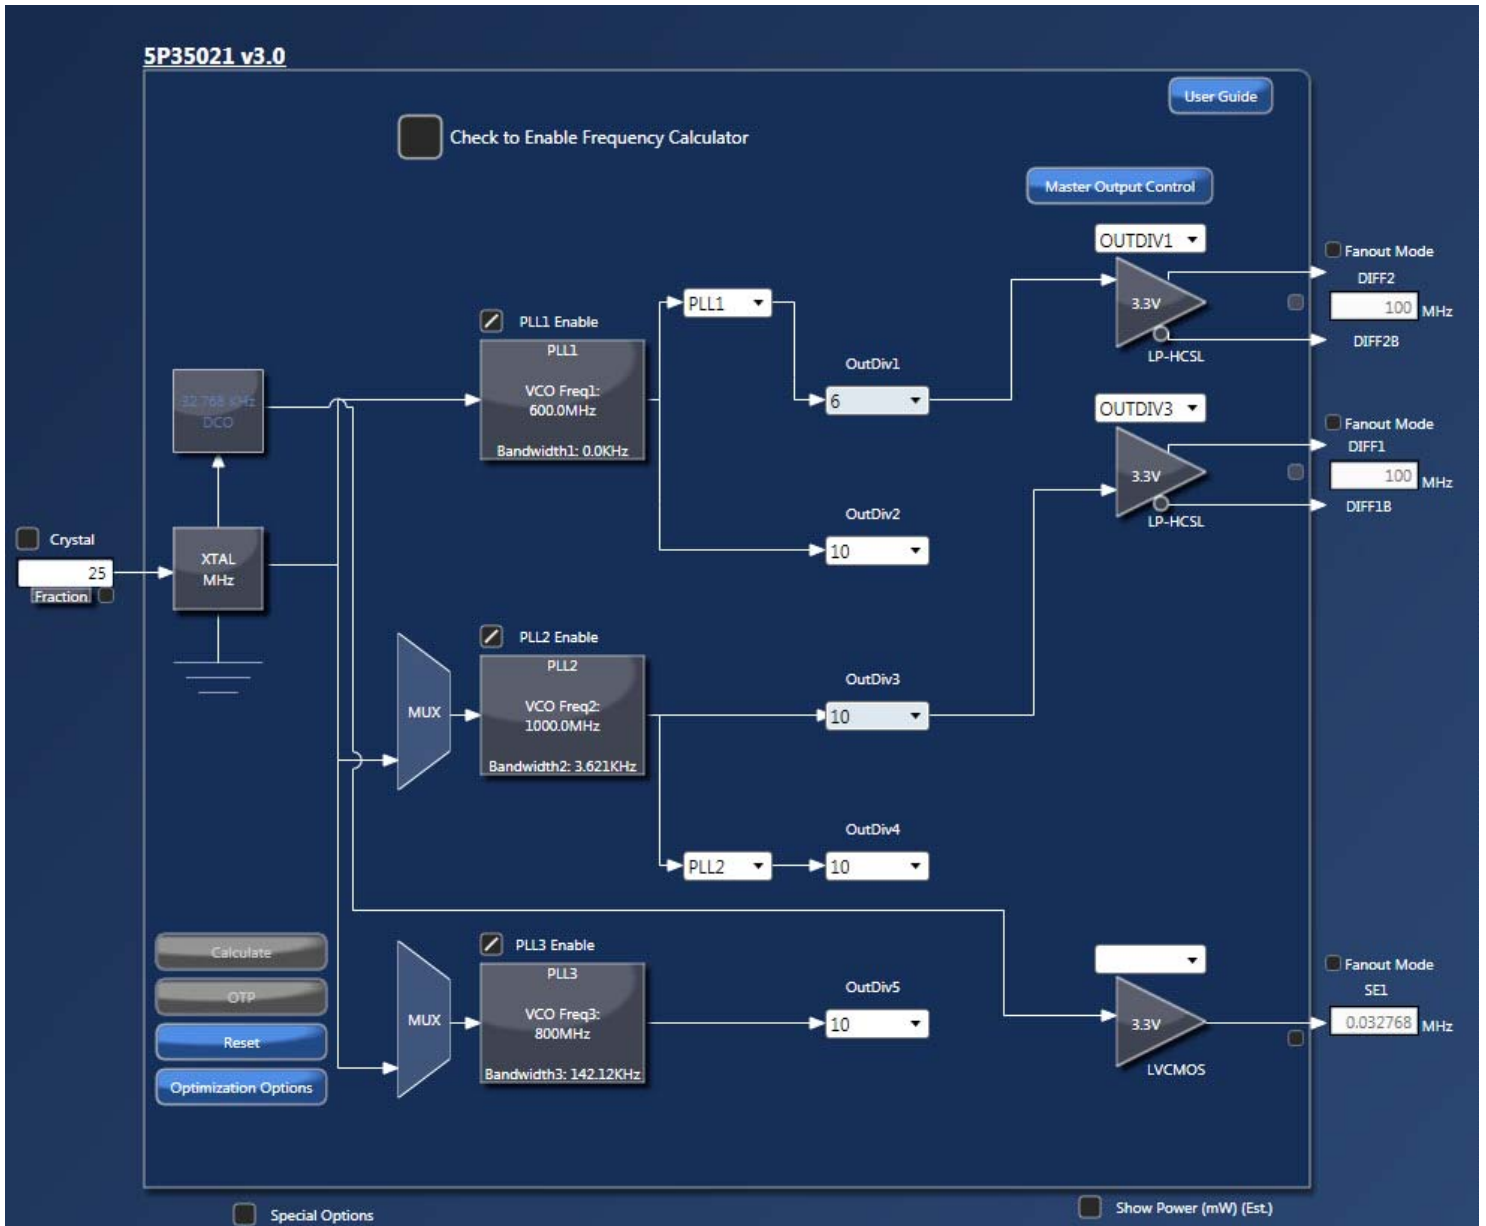 5P35021 v3.0
User Guide
Check to Enable Frequency Calculator
Master Output Control
OUTDIV1
Fanout Mode
DIFF2
PLL1
3.3V
100 MHz
PLL1 Enable
DIFF2B
PLL1
LP-HCSL
OutDiv1
VCO Freq1:
600.0MHz
6
32.768 KHz
DCO
OUTDIV3
Fanout Mode
DIFF1
Bandwidth1: 0.0KHz
3.3V
100 MHz
DIFF1B
OutDiv2
LP-HCSL
Crystal
10
XTAL
MHz
25
Fraction
PLL2 Enable
PLL2
OutDiv3
MUX
VCO Freq2:
1000.0MHz
10
Bandwidth2: 3.621KHz
OutDiv4
PLL2
10
Calculate
PLL3 Enable
Fanout Mode
PLL3
OutDiv5
SE1
OTP
MUX
VCO Freq3:
800MHz
10
3.3V
0.032768 MHz
Reset
Bandwidth3: 142.12KHz
LVCMOS
Optimization Options
Special Options
Show Power (mW) (Est.)